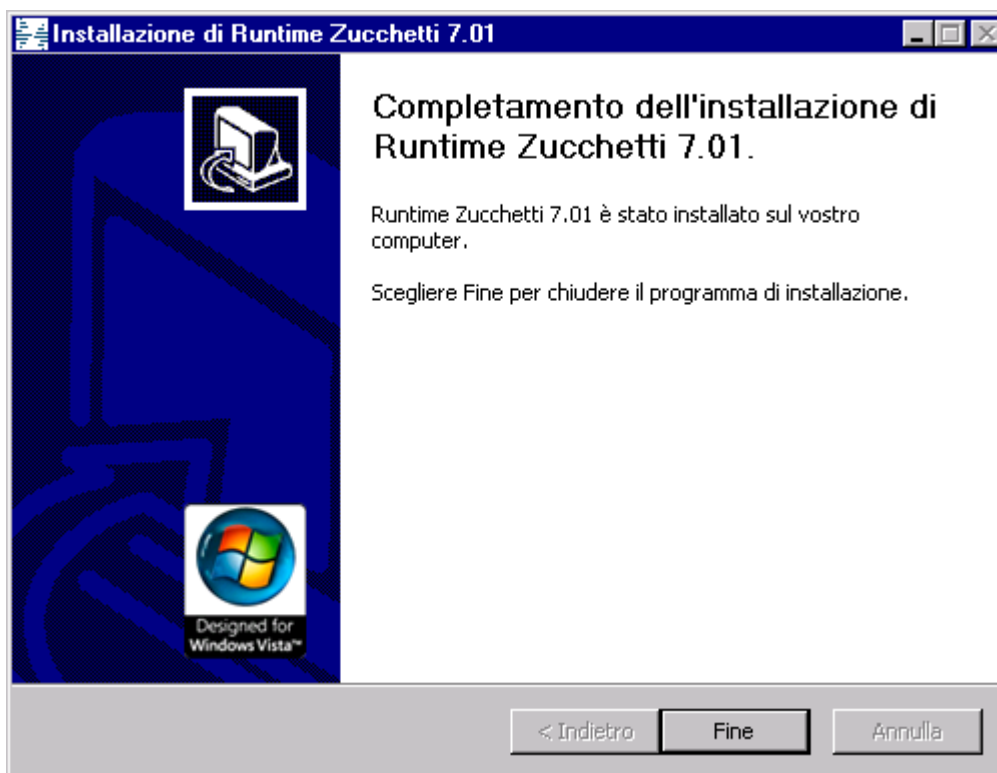 Installazione di Runtime Zucchetti 7.01
Completamento dell'installazione di
Runtime Zucchetti 7.01.
Runtime Zucchetti 7.01 è stato installato sul vostro
computer.
Scegliere Fine per chiudere il programma di installazione.
Designed for
Windows Vista™
< Indietro
Fine
Annulla